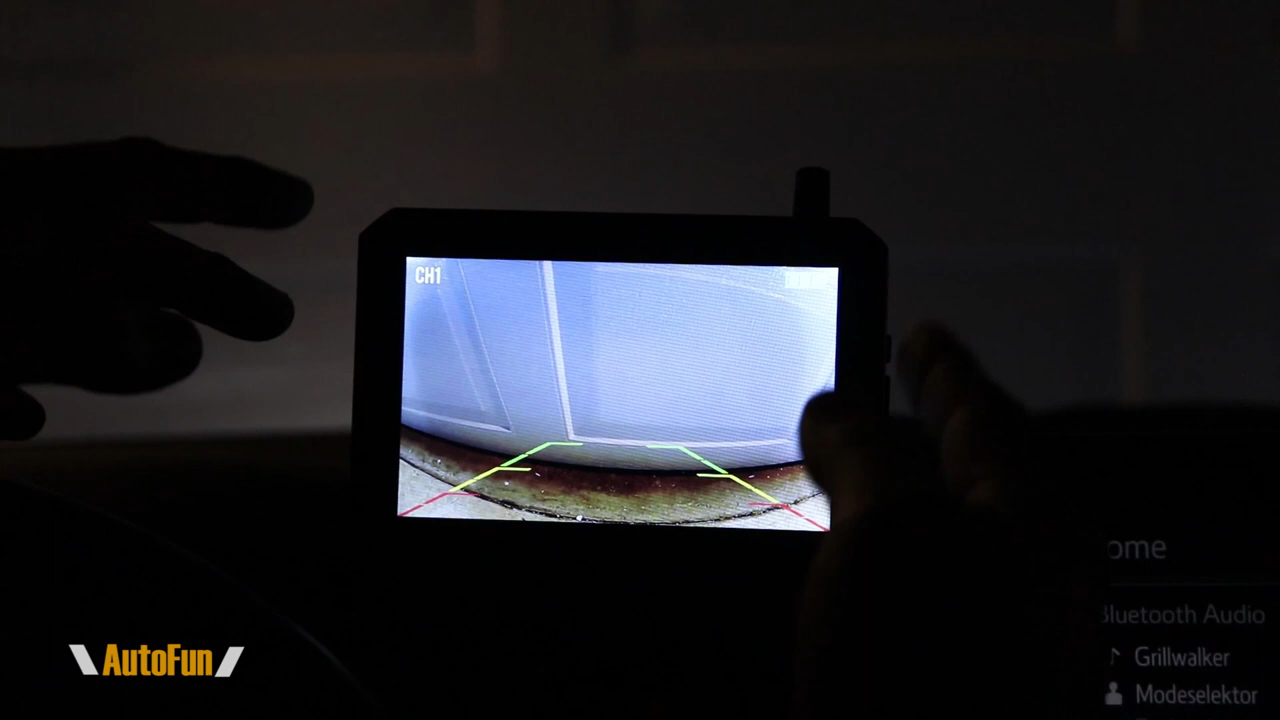 CH1
ome
Bluetooth Audio
Grillwalker
Modeselektor
AutoFun